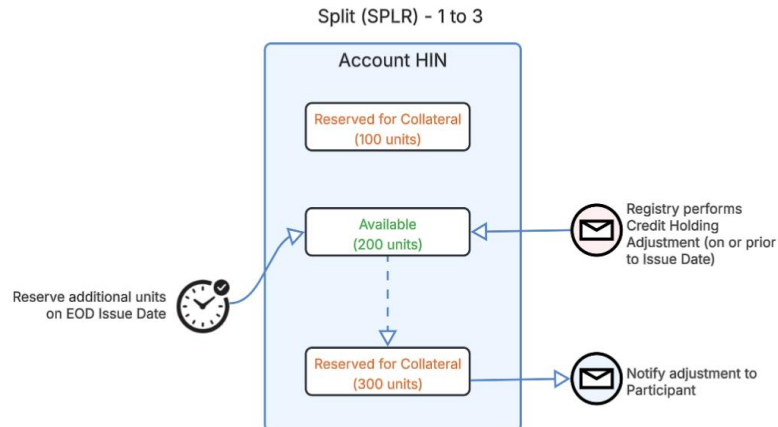 Split (SPLR) - 1 to 3
Account HIN
Reserved for Collateral
(100 units)
Available
(200 units)
Registry performs
Credit Holding
Adjustment (on or prior
to Issue Date)
Reserve additional units
on EOD Issue Date
Reserved for Collateral
(300 units)
Notify adjustment to
Participant